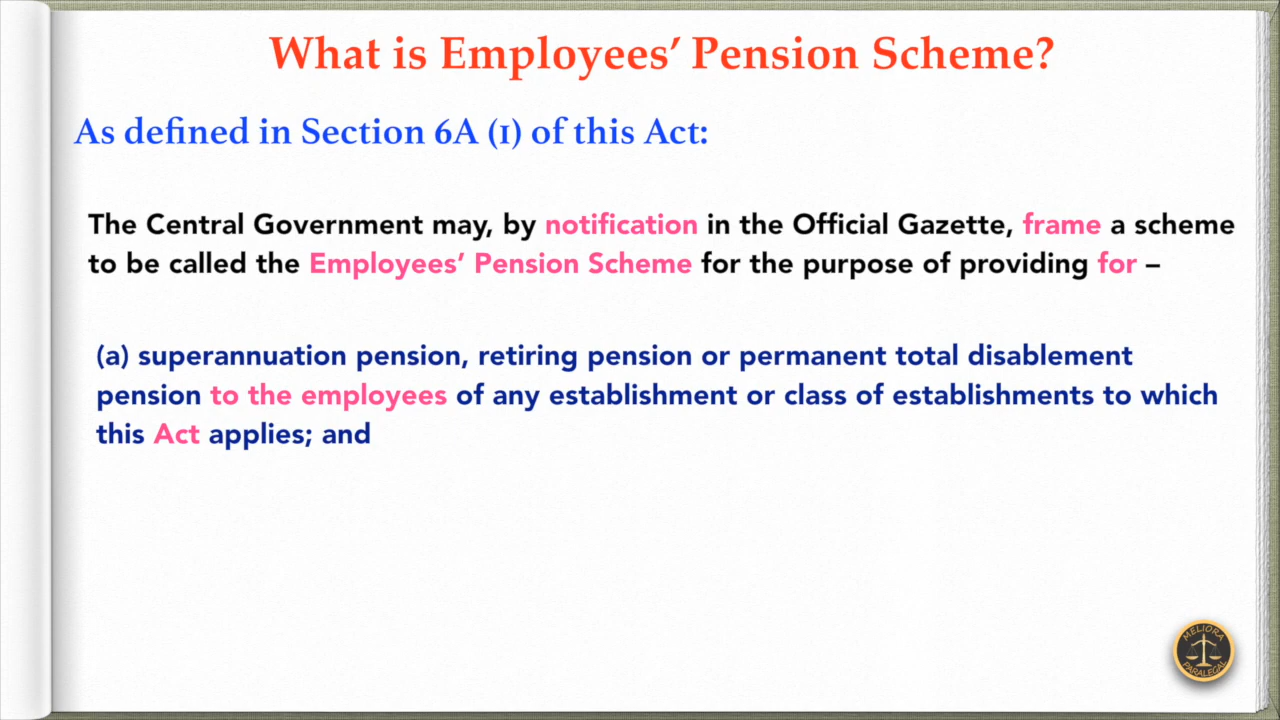 What is Employees’ Pension Scheme?
As defined in Section 6A (1) of this Act:
The Central Government may, by notification in the Official Gazette, frame a scheme
to be called the Employees’ Pension Scheme for the purpose of providing for –
(a) superannuation pension, retiring pension or permanent total disablement
pension to the employees of any establishment or class of establishments to which
this Act applies; and
MELIORA
PARALEGAL